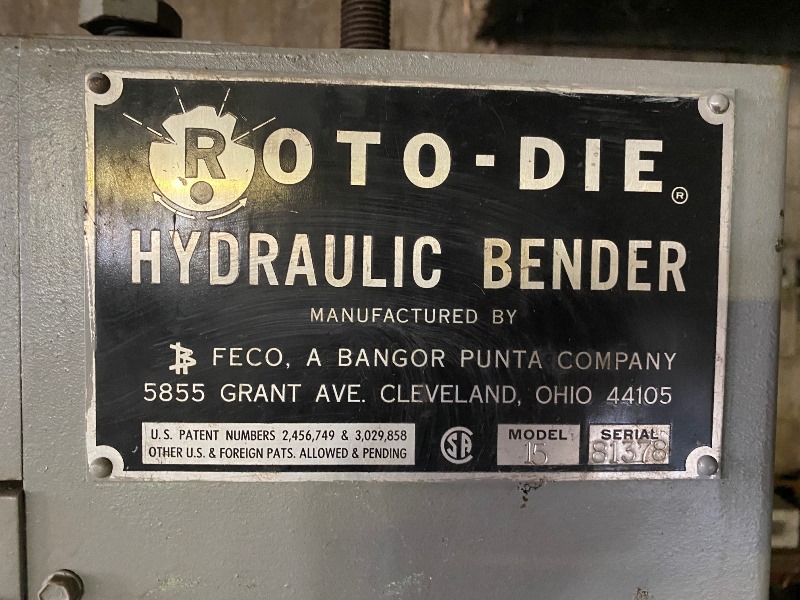 ROTO-DIE®
HYDRAULIC BENDER
MANUFACTURED BY
FECO, A BANGOR PUNTA COMPANY
5855 GRANT AVE. CLEVELAND, OHIO 44105
U.S. PATENT NUMBERS 2,456,749 & 3,029,858
OTHER U.S. & FOREIGN PATS. ALLOWED & PENDING
SA
MODEL
15
SERIAL
81378